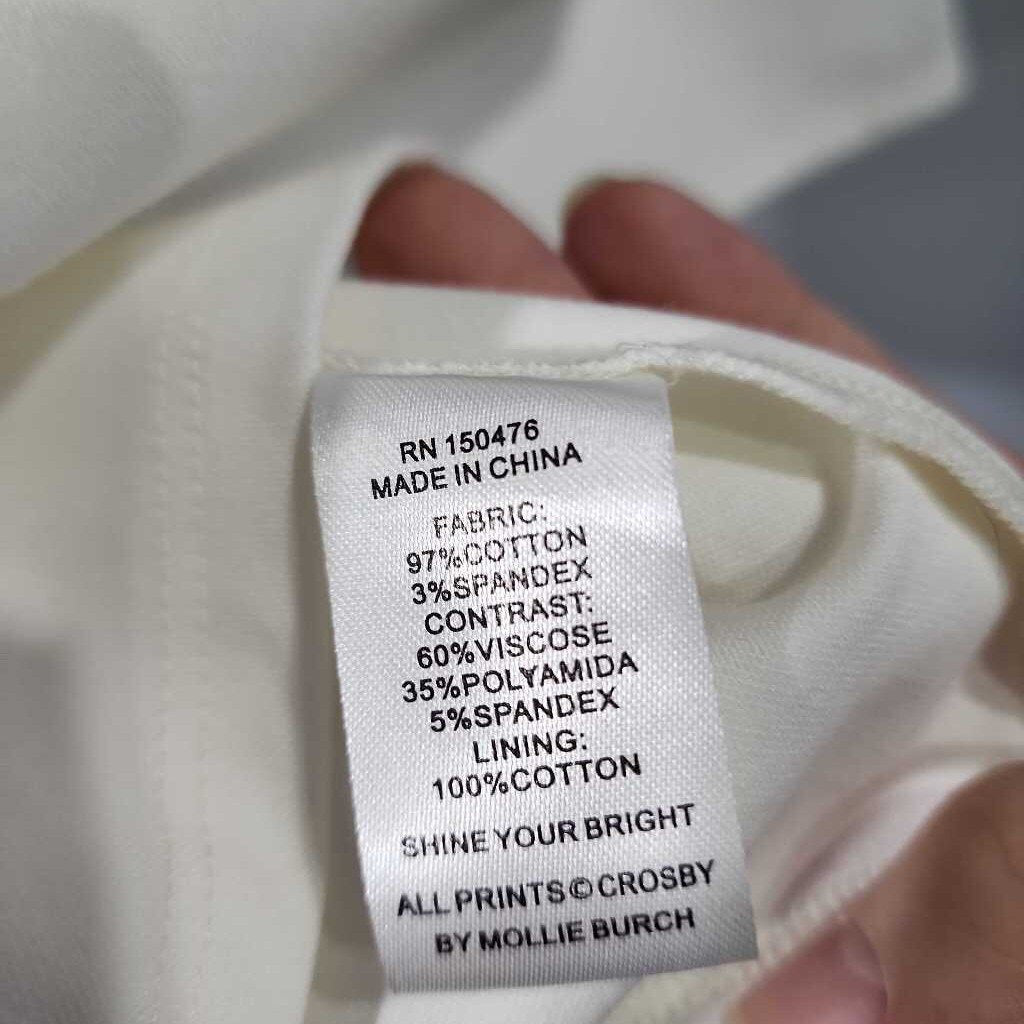 RN 150476
MADE IN CHINA
FABRIC:
97%COTTON
3%SPANDEX
CONTRAST:
60%VISCOSE
35%POLYAMIDA
5%SPANDEX
LINING:
100%COTTON
SHINE YOUR BRIGHT
ALL PRINTS © CROSBY
BY MOLLIE BURCH